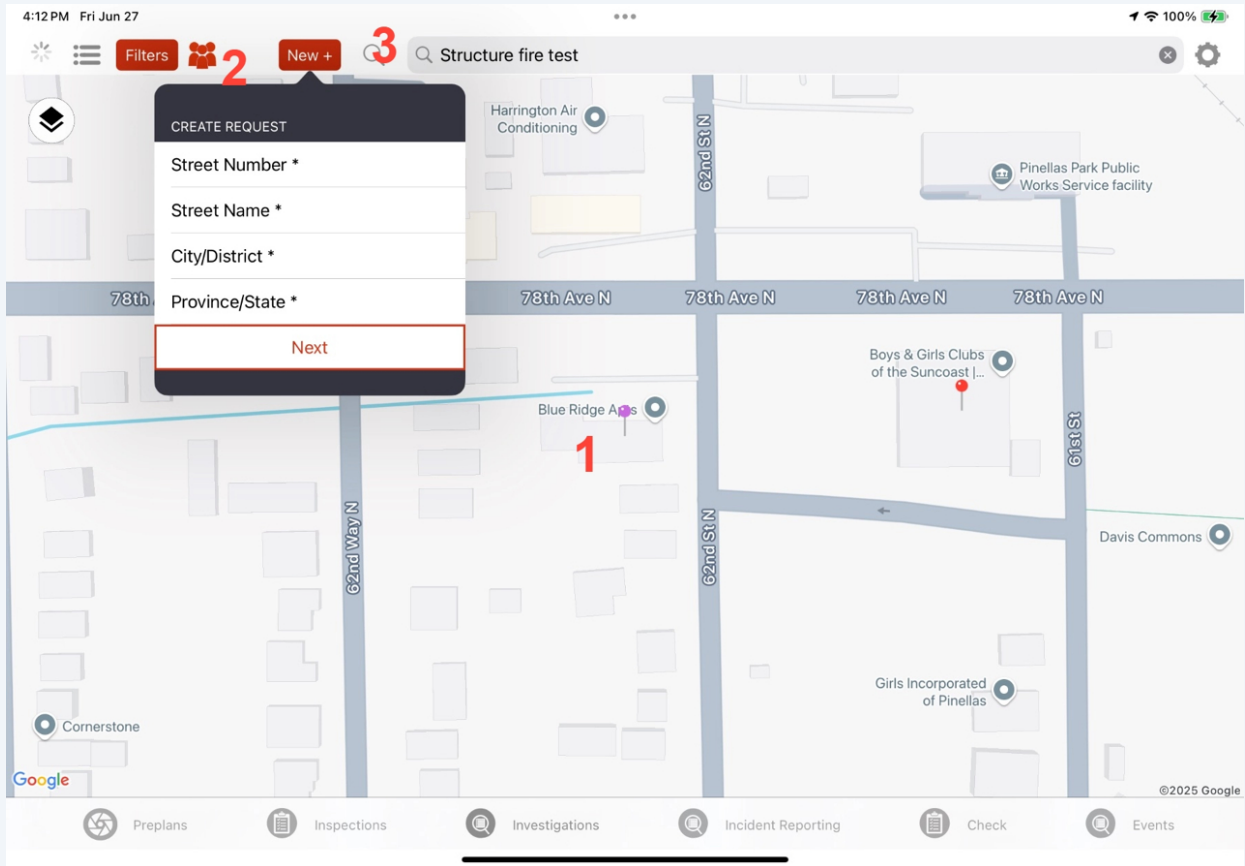 4:12 PM Fri Jun 27
100%
Filters
2
New +
3
Structure fire test
CREATE REQUEST
Street Number *
Street Name *
City/District *
Province/State *
Next
Harrington Air
Conditioning
62nd St N
Pinellas Park Public
Works Service facility
78th
78th Ave N
78th Ave N
78th Ave N
78th Ave N
Boys & Girls Clubs
of the Suncoast |...
Blue Ridge Apts
1
61st St
62nd Way N
62nd St N
Davis Commons
Girls Incorporated
of Pinellas
Cornerstone
Google
©2025 Google
Preplans
Inspections
Investigations
Incident Reporting
Check
Events